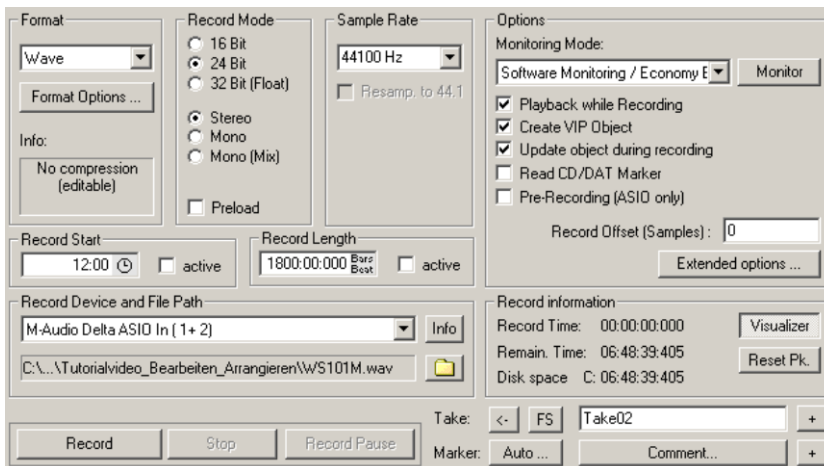 Format
Wave
Format Options ...
Info:
No compression
(editable)
Record Mode
16 Bit
24 Bit
32 Bit (Float)
Stereo
Mono
Mono (Mix)
Preload
Sample Rate
44100 Hz
Resamp. to 44.1
Options
Monitoring Mode:
Software Monitoring / Economy E
Monitor
Playback while Recording
Create VIP Object
Update object during recording
Read CD/DAT Marker
Pre-Recording (ASIO only)
Record Offset (Samples) : 0
Extended options ...
Record Start
12:00
active
Record Length
1800:00:000 Bars Beat
active
Record Device and File Path
M-Audio Delta ASIO In ( 1+ 2)
Info
C:\...\Tutorialvideo_Bearbeiten_Arrangieren\WS101M.wav
Record information
Record Time: 00:00:00:000
Visualizer
Remain. Time: 06:48:39:405
Reset Pk.
Disk space C: 06:48:39:405
Record
Stop
Record Pause
Take: <- FS Take02 +
Marker: Auto ... Comment... +